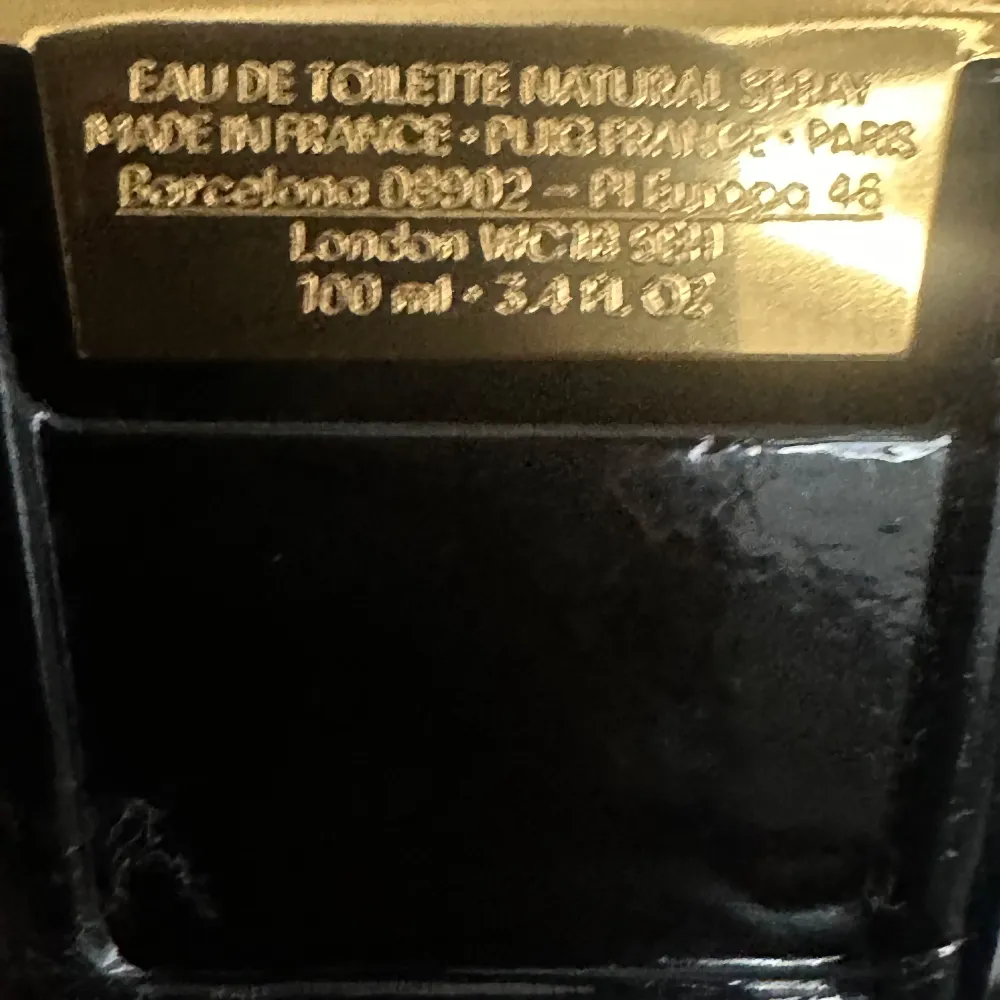 EAU DE TOILETTE NATURAL SPRAY
MADE IN FRANCE • PUIG FRANCE • PARIS
Barcelona 08902 - Pl Europa 46
London WC1B
100 ml • 3.4 FL OZ